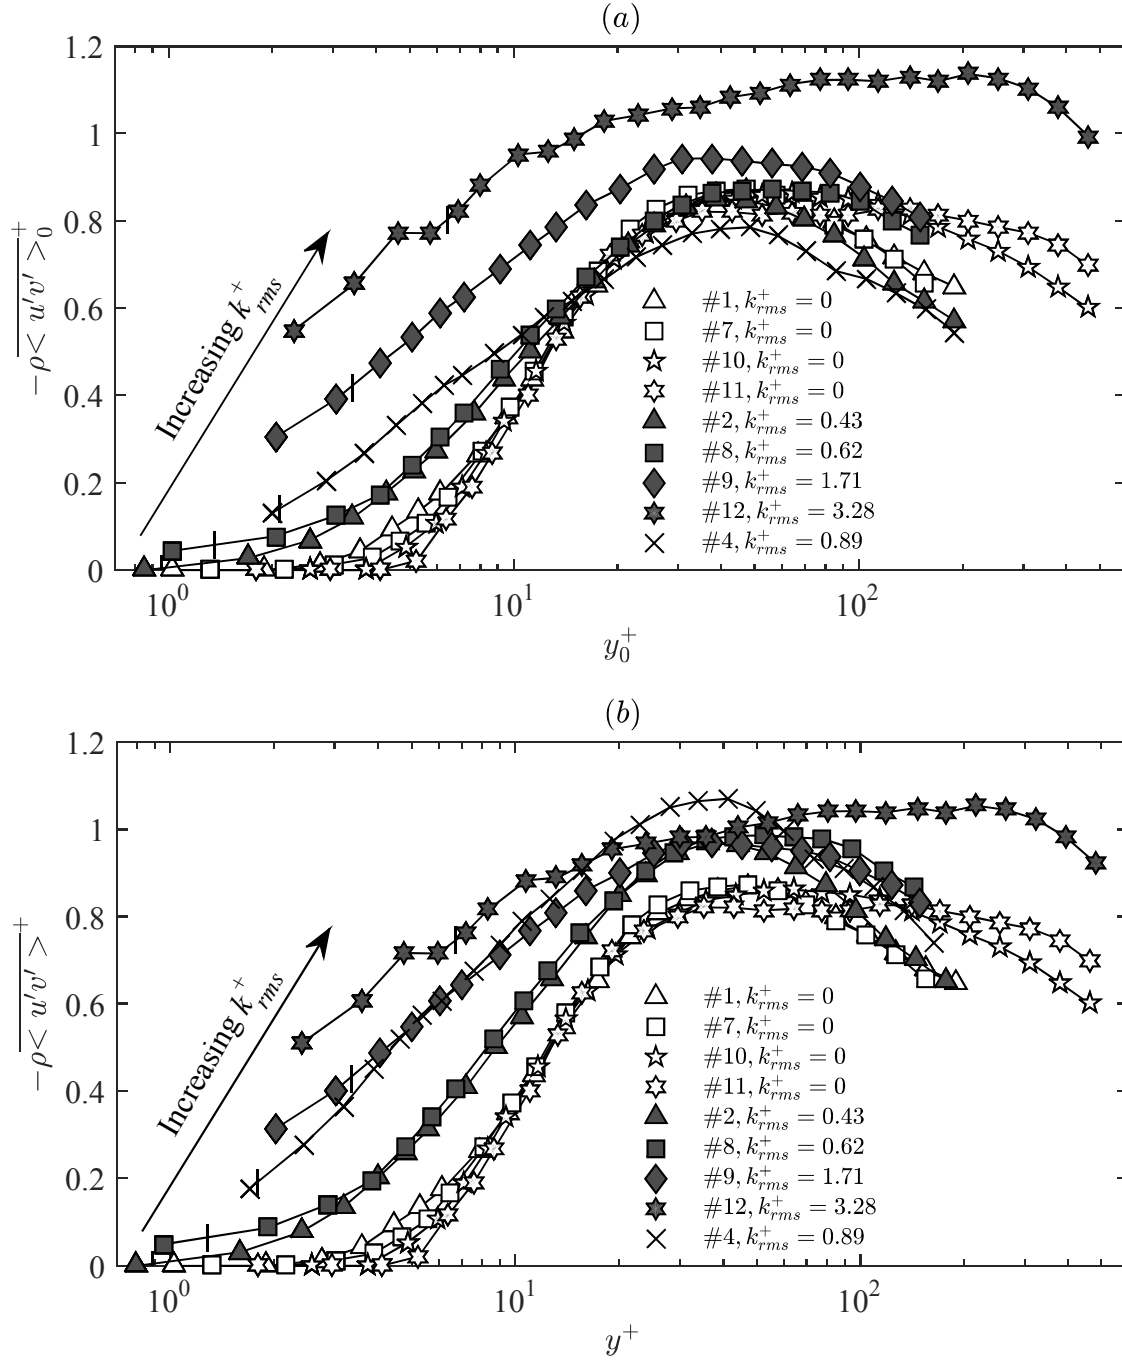 (a)
1.2
1
0.8
0.6
0.4
0.2
0
−ρ<u′v′>₀⁺
Increasing k⁺ᵣₘₛ
#1, k⁺ᵣₘₛ = 0
#7, k⁺ᵣₘₛ = 0
#10, k⁺ᵣₘₛ = 0
#11, k⁺ᵣₘₛ = 0
#2, k⁺ᵣₘₛ = 0.43
#8, k⁺ᵣₘₛ = 0.62
#9, k⁺ᵣₘₛ = 1.71
#12, k⁺ᵣₘₛ = 3.28
#4, k⁺ᵣₘₛ = 0.89
10⁰ 10¹ 10²
y₀⁺
(b)
1.2
1
0.8
0.6
0.4
0.2
0
−ρ<u′v′>⁺
Increasing k⁺ᵣₘₛ
#1, k⁺ᵣₘₛ = 0
#7, k⁺ᵣₘₛ = 0
#10, k⁺ᵣₘₛ = 0
#11, k⁺ᵣₘₛ = 0
#2, k⁺ᵣₘₛ = 0.43
#8, k⁺ᵣₘₛ = 0.62
#9, k⁺ᵣₘₛ = 1.71
#12, k⁺ᵣₘₛ = 3.28
#4, k⁺ᵣₘₛ = 0.89
10⁰ 10¹ 10²
y⁺